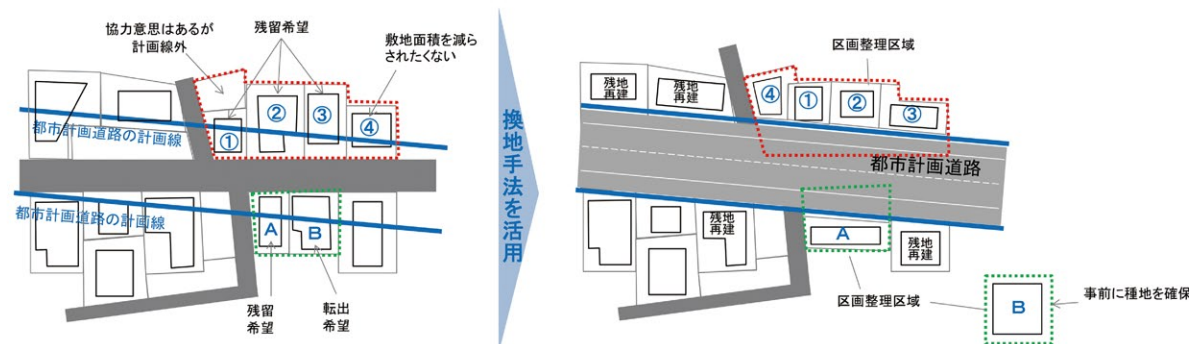 協力意思はあるが
計画線外
残留希望
敷地面積を減ら
されたくない
①
②
③
④
都市計画道路の計画線
都市計画道路の計画線
A
B
残留
希望
転出
希望
換地手法を活用
区画整理区域
残地
再建
残地
再建
④
①
②
③
都市計画道路
残地
再建
A
残地
再建
区画整理区域
B
事前に種地を確保